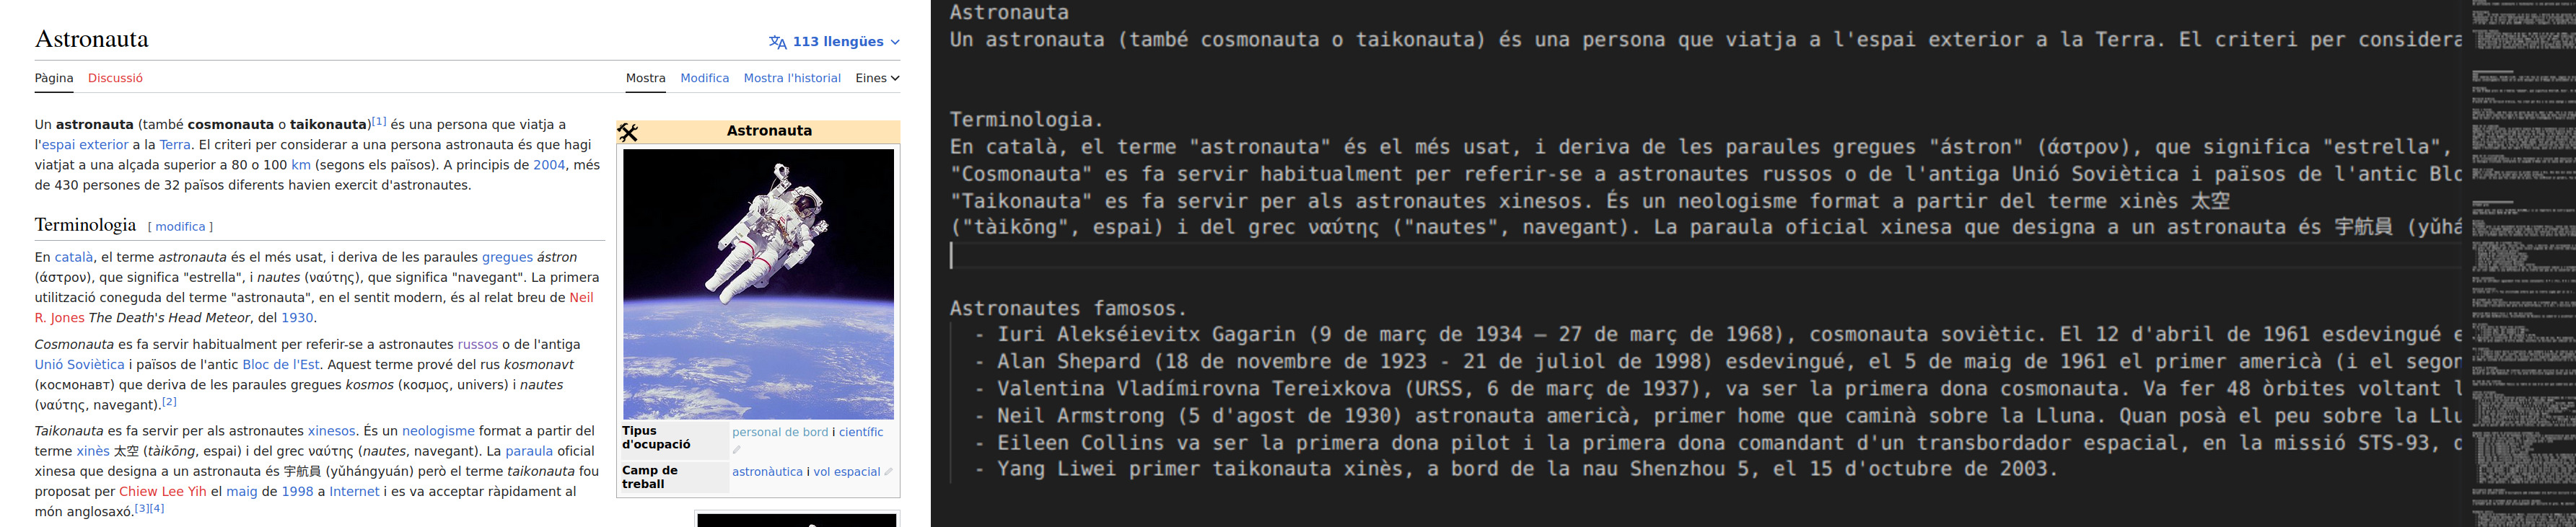 Astronauta
113 llengües
Pàgina Discussió
Mostra Modifica Mostra l'historial Eines
Un astronauta (també cosmonauta o taikonauta)[1] és una persona que viatja a
l'espai exterior a la Terra. El criteri per considerar a una persona astronauta és que hagi
viatjat a una alçada superior a 80 o 100 km (segons els països). A principis de 2004, més
de 430 persones de 32 països diferents havien exercit d'astronautes.
Terminologia [ modifica ]
En català, el terme astronauta és el més usat, i deriva de les paraules gregues ástron
(άστρον), que significa "estrella", i nautes (ναύτης), que significa "navegant". La primera
utilització coneguda del terme "astronauta", en el sentit modern, és al relat breu de Neil
R. Jones The Death's Head Meteor, del 1930.
Cosmonauta es fa servir habitualment per referir-se a astronautes russos o de l'antiga
Unió Soviètica i països de l'antic Bloc de l'Est. Aquest terme prové del rus kosmonavt
(космонавт) que deriva de les paraules gregues kosmos (κοσμος, univers) i nautes
(ναύτης, navegant).[2]
Taikonauta es fa servir per als astronautes xinesos. És un neologisme format a partir del
terme xinès 太空 (tàikōng, espai) i del grec ναύτης (nautes, navegant). La paraula oficial
xinesa que designa a un astronauta és 宇航員 (yǔhángyuán) però el terme taikonauta fou
proposat per Chiew Lee Yih el maig de 1998 a Internet i es va acceptar ràpidament al
món anglosaxó.[3][4]
Astronauta
Tipus d'ocupació
personal de bord i científic
Camp de treball
astronàutica i vol espacial
Astronauta
Un astronauta (també cosmonauta o taikonauta) és una persona que viatja a l'espai exterior a la Terra. El criteri per considera
Terminologia.
En català, el terme "astronauta" és el més usat, i deriva de les paraules gregues "ástron" (άστρον), que significa "estrella",
"Cosmonauta" es fa servir habitualment per referir-se a astronautes russos o de l'antiga Unió Soviètica i països de l'antic Blo
"Taikonauta" es fa servir per als astronautes xinesos. És un neologisme format a partir del terme xinès 太空
("tàikōng", espai) i del grec ναύτης ("nautes", navegant). La paraula oficial xinesa que designa a un astronauta és 宇航員 (yǔhá
Astronautes famosos.
- Iuri Alekséievitx Gagarin (9 de març de 1934 – 27 de març de 1968), cosmonauta soviètic. El 12 d'abril de 1961 esdevingué e
- Alan Shepard (18 de novembre de 1923 - 21 de juliol de 1998) esdevingué, el 5 de maig de 1961 el primer americà (i el segon
- Valentina Vladímirovna Tereixkova (URSS, 6 de març de 1937), va ser la primera dona cosmonauta. Va fer 48 òrbites voltant l
- Neil Armstrong (5 d'agost de 1930) astronauta americà, primer home que caminà sobre la Lluna. Quan posà el peu sobre la Llu
- Eileen Collins va ser la primera dona pilot i la primera dona comandant d'un transbordador espacial, en la missió STS-93, d
- Yang Liwei primer taikonauta xinès, a bord de la nau Shenzhou 5, el 15 d'octubre de 2003.